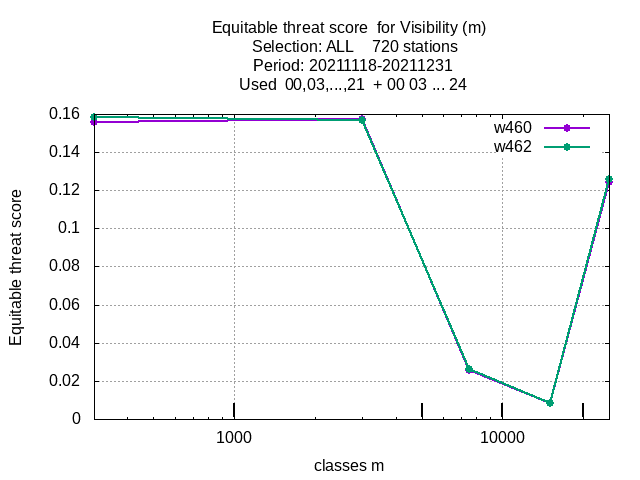 Equitable threat score  for Visibility (m)
Selection: ALL    720 stations
Period: 20211118-20211231
Used  00,03,...,21  + 00 03 ... 24
w460
w462
0.16
0.14
0.12
0.1
0.08
0.06
0.04
0.02
0
Equitable threat score
1000
10000
classes m